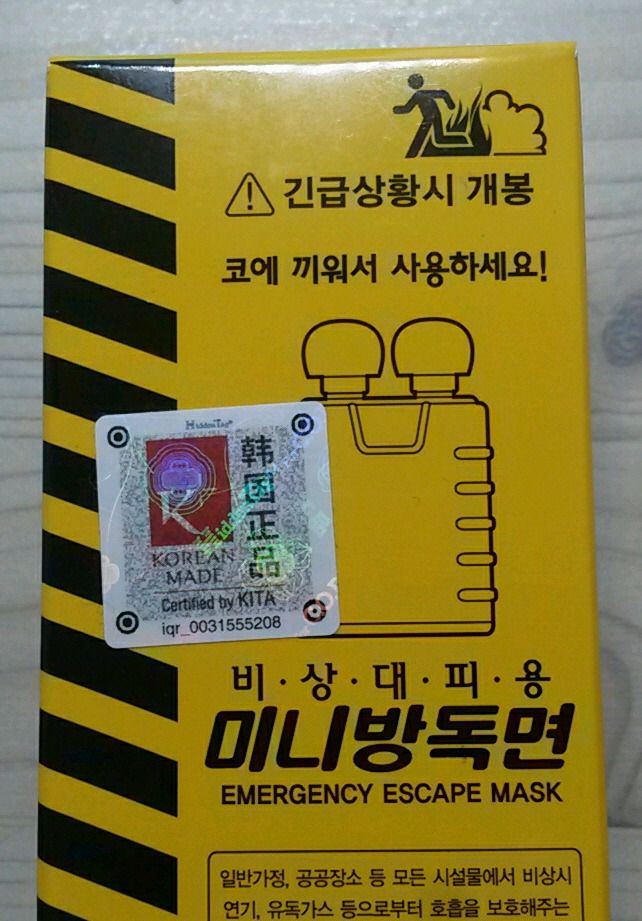 긴급상황시 개봉
코에 끼워서 사용하세요!
HiddenTag
韩国正品
K
KOREAN
MADE
Certified by KITA
iqr_0031555208
비·상·대·피·용
미니방독면
EMERGENCY ESCAPE MASK
일반가정, 공공장소 등 모든 시설물에서 비상시
연기, 유독가스 등으로부터 호흡을 보호해주는